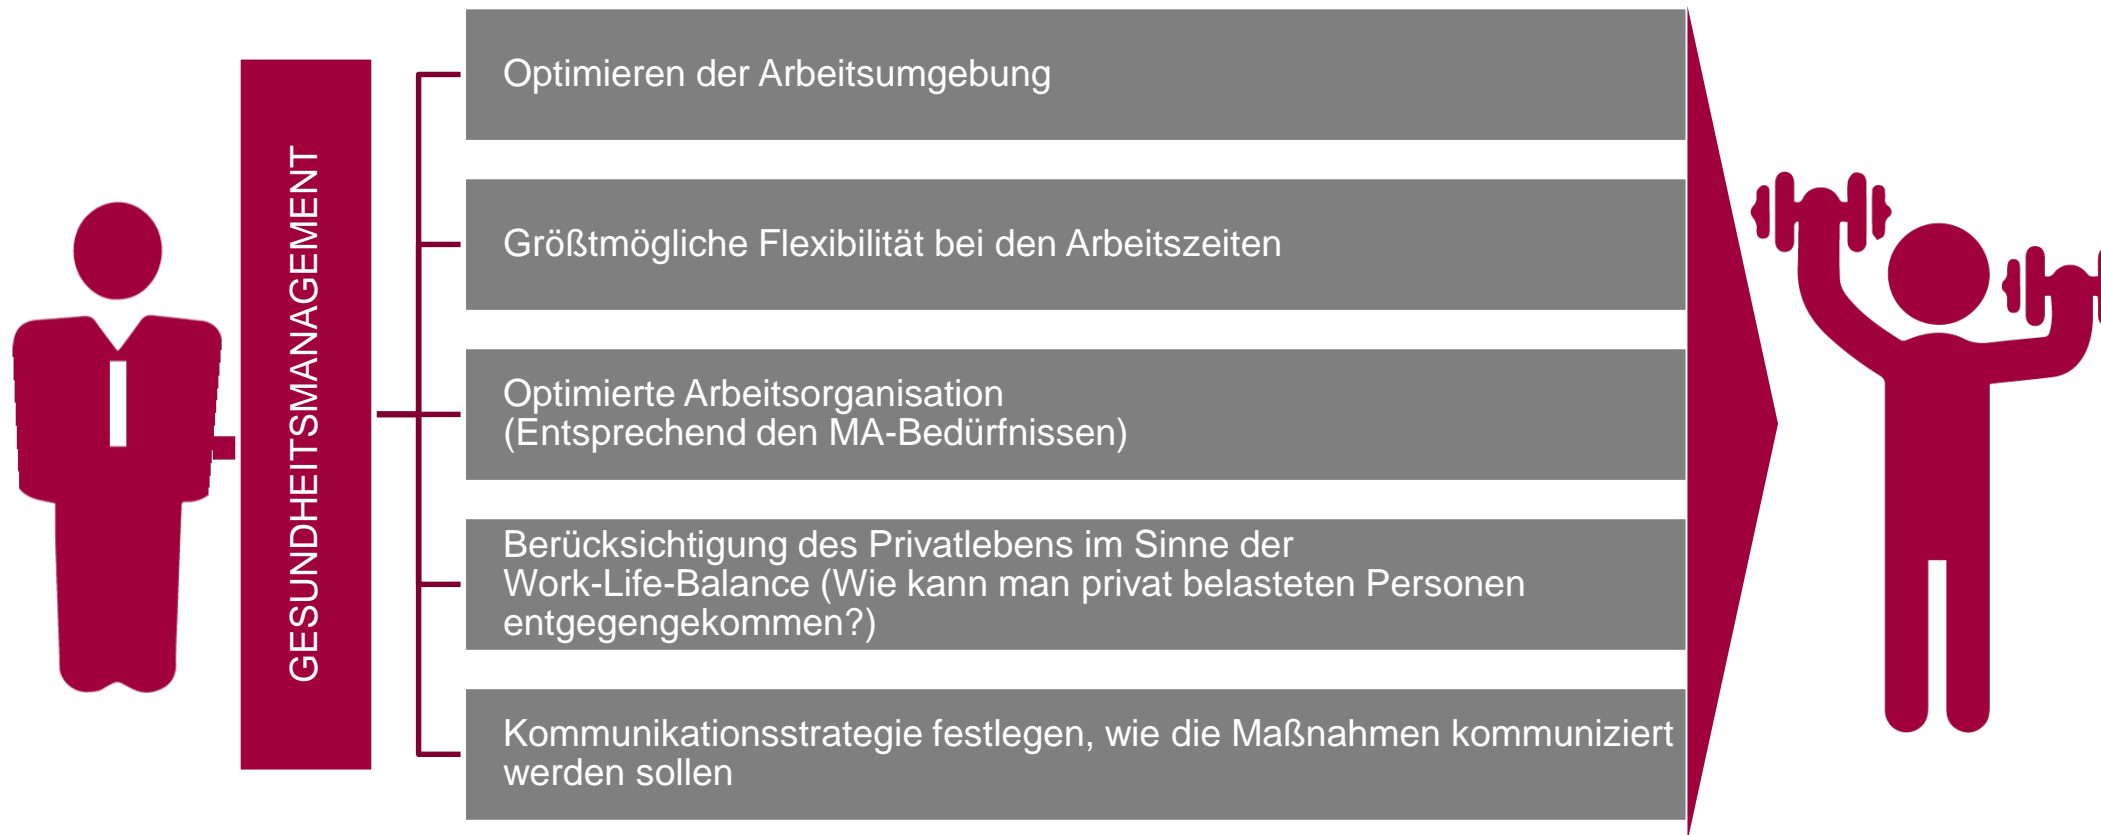 GESUNDHEITSMANAGEMENT
Optimieren der Arbeitsumgebung
Größtmögliche Flexibilität bei den Arbeitszeiten
Optimierte Arbeitsorganisation
(Entsprechend den MA-Bedürfnissen)
Berücksichtigung des Privatlebens im Sinne der
Work-Life-Balance (Wie kann man privat belasteten Personen
entgegengekommen?)
Kommunikationsstrategie festlegen, wie die Maßnahmen kommuniziert
werden sollen